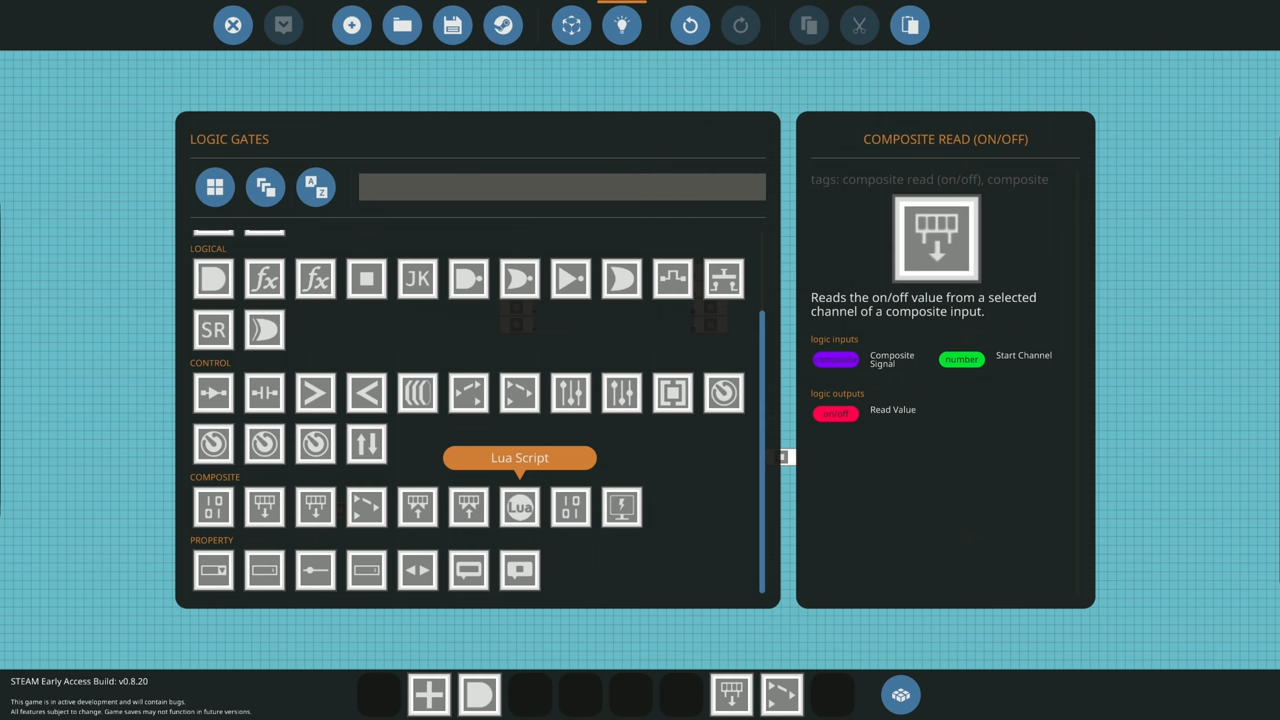 LOGIC GATES
A
Z
LOGICAL
fx
fx
JK
SR
CONTROL
Lua Script
COMPOSITE
Lua
PROPERTY
COMPOSITE READ (ON/OFF)
tags: composite read (on/off), composite
Reads the on/off value from a selected
channel of a composite input.
logic inputs
composite
Composite
Signal
number
Start Channel
logic outputs
on/off
Read Value
STEAM Early Access Build: v0.8.20
This game is in active development and will contain bugs.
All features subject to change. Game saves may not function in future versions.